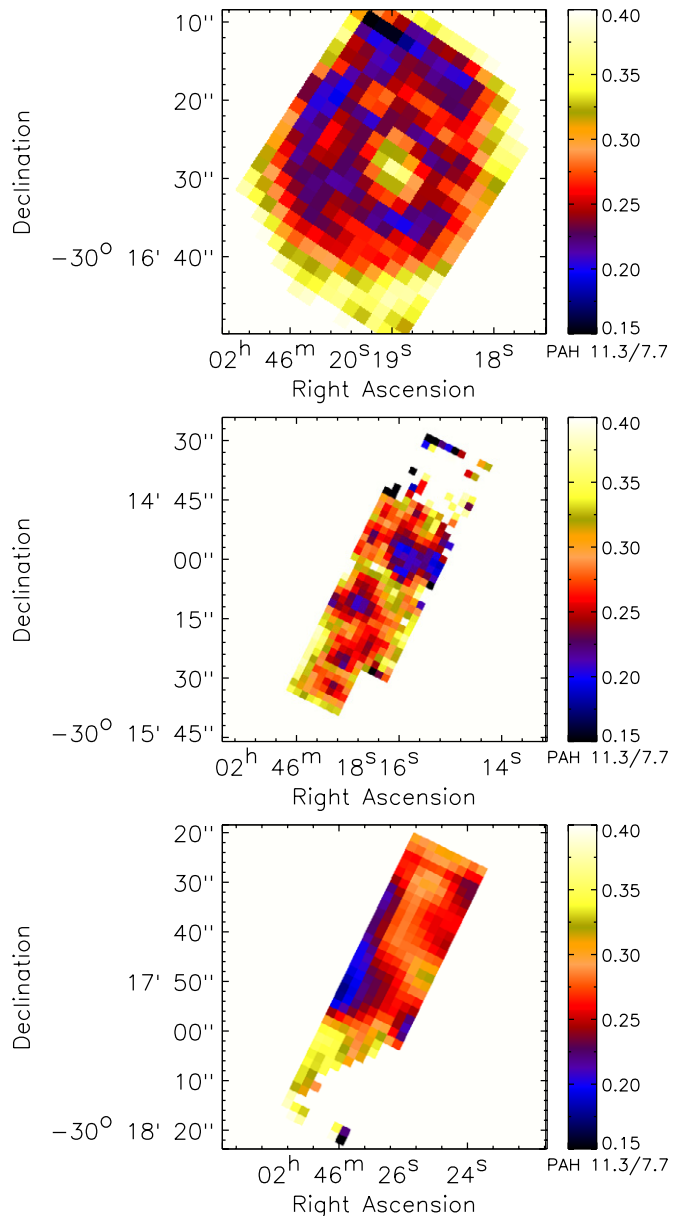 10'' 0.40
0.35
20''
0.30
Declination
30'' 0.25
0.20
−30° 16' 40''
0.15
02ʰ 46ᵐ 20ˢ19ˢ 18ˢ PAH 11.3/7.7
Right Ascension
0.40
30''
0.35
14' 45''
0.30
Declination
00''
0.25
15''
0.20
30''
−30° 15' 45'' 0.15
02ʰ 46ᵐ 18ˢ16ˢ 14ˢ PAH 11.3/7.7
Right Ascension
20'' 0.40
30'' 0.35
40'' 0.30
Declination
17' 50''
0.25
00''
10'' 0.20
−30° 18' 20'' 0.15
02ʰ 46ᵐ 26ˢ 24ˢ PAH 11.3/7.7
Right Ascension